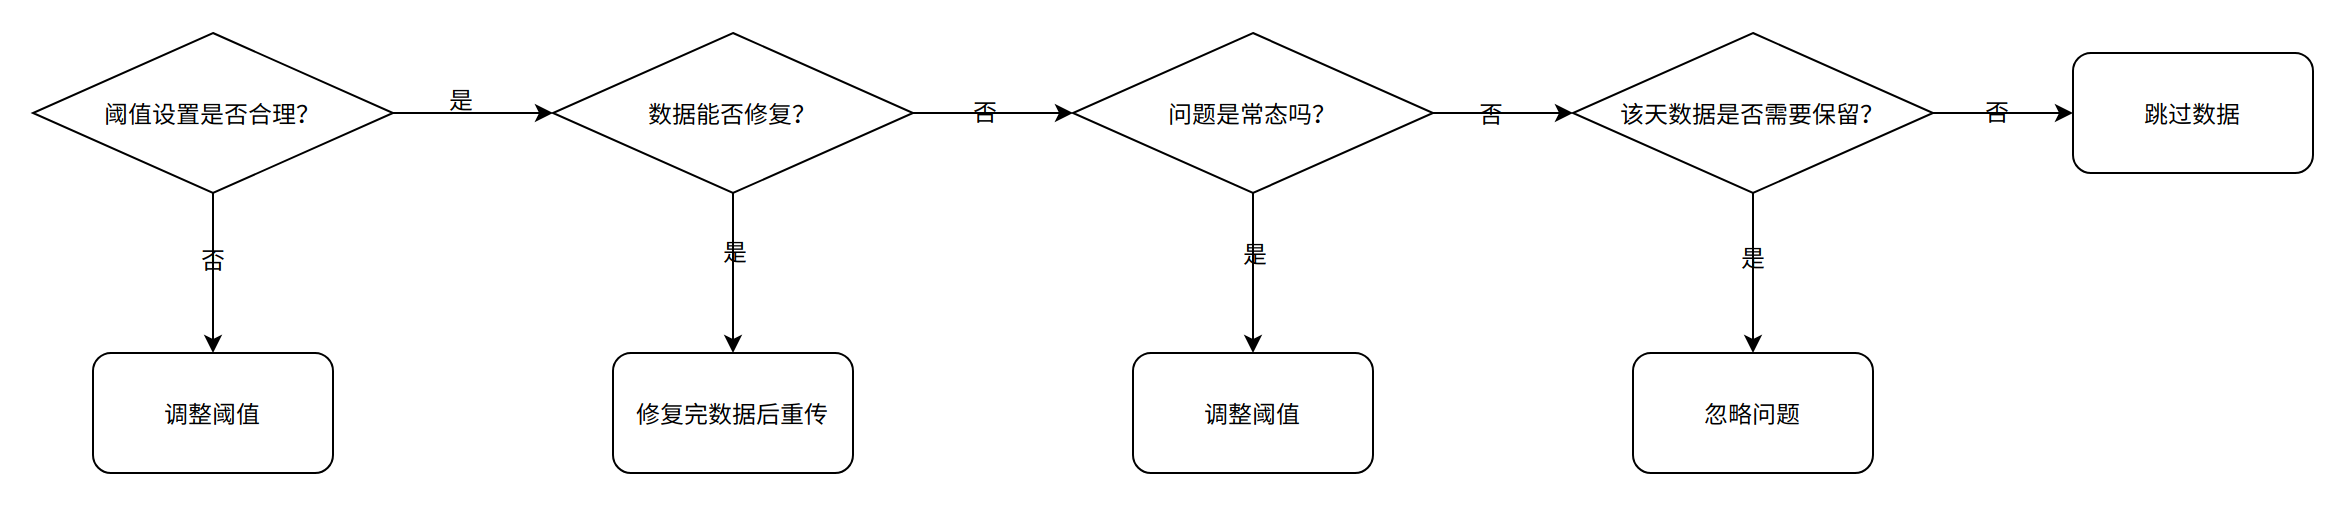 阈值设置是否合理？
是
数据能否修复？
否
问题是常态吗？
否
该天数据是否需要保留？
否
跳过数据
否
是
是
是
调整阈值
修复完数据后重传
调整阈值
忽略问题